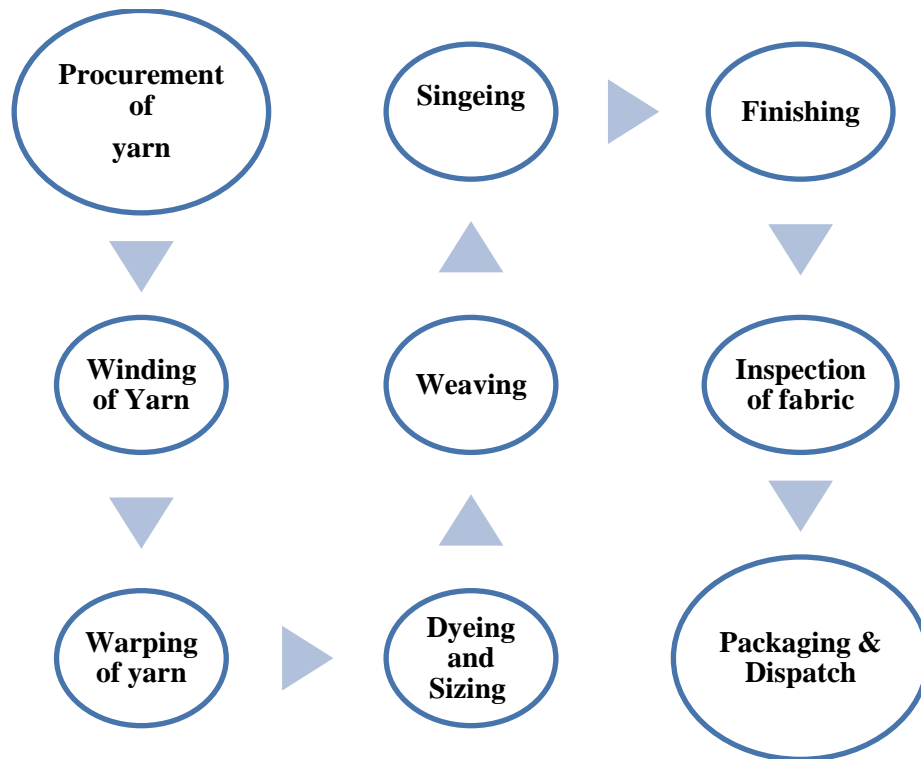 Procurement
of
yarn
Winding
of Yarn
Warping
of yarn
Dyeing
and
Sizing
Weaving
Singeing
Finishing
Inspection
of fabric
Packaging &
Dispatch